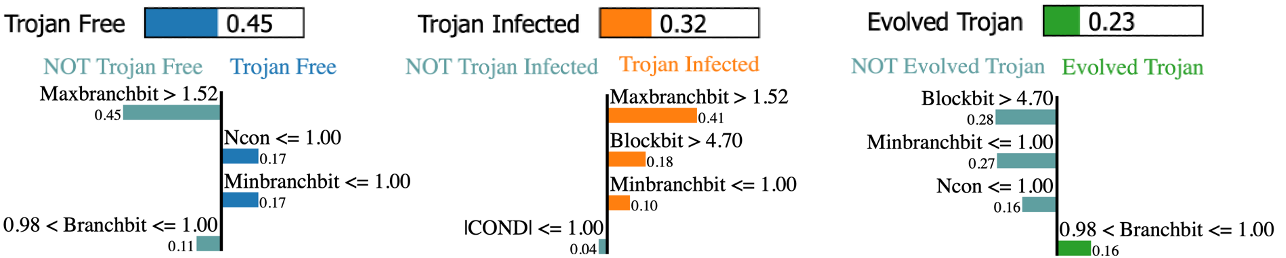 Trojan Free 0.45
NOT Trojan Free Trojan Free
Maxbranchbit > 1.52
0.45
Ncon <= 1.00
0.17
Minbranchbit <= 1.00
0.17
0.98 < Branchbit <= 1.00
0.11
Trojan Infected 0.32
NOT Trojan Infected Trojan Infected
Maxbranchbit > 1.52
0.41
Blockbit > 4.70
0.18
Minbranchbit <= 1.00
0.10
|COND| <= 1.00
0.04
Evolved Trojan 0.23
NOT Evolved Trojan Evolved Trojan
Blockbit > 4.70
0.28
Minbranchbit <= 1.00
0.27
Ncon <= 1.00
0.16
0.98 < Branchbit <= 1.00
0.16